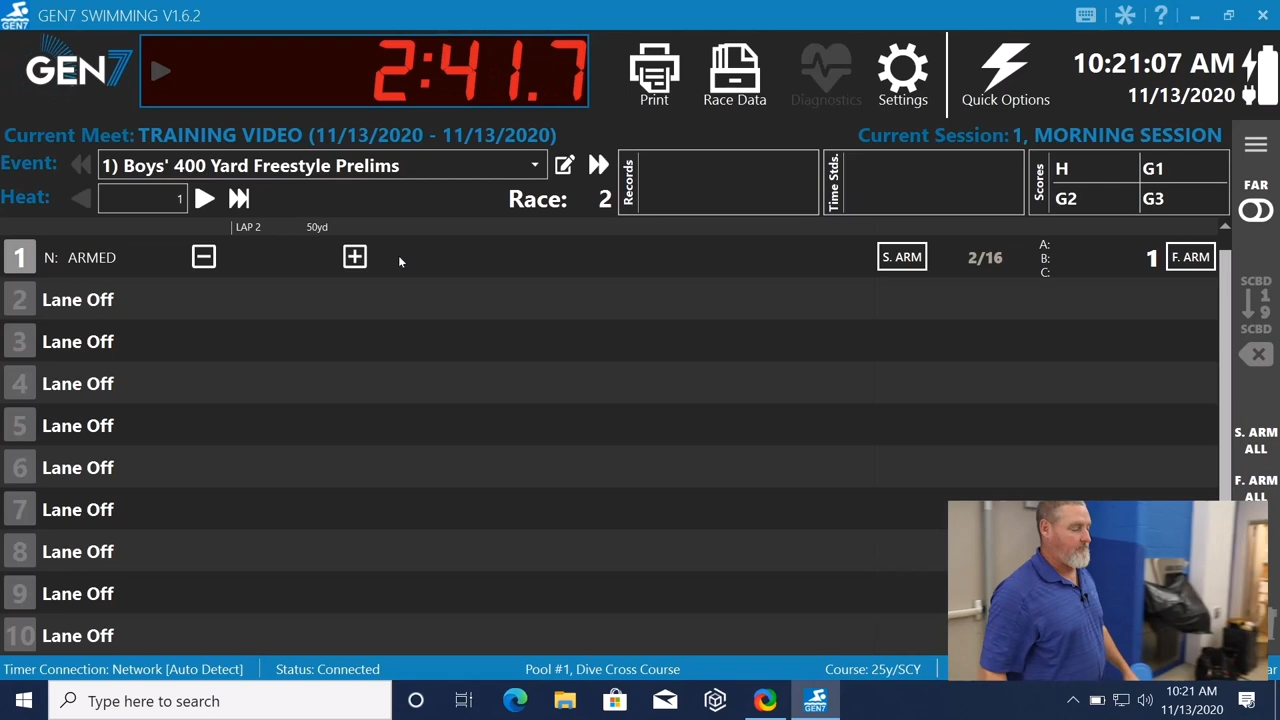 GEN7 SWIMMING V1.6.2
GEN7
GEN7
2:41.7
Print
Race Data
Diagnostics
Settings
Quick Options
10:21:07 AM
11/13/2020
Current Meet: TRAINING VIDEO (11/13/2020 - 11/13/2020)
Current Session: 1, MORNING SESSION
Event: 1) Boys' 400 Yard Freestyle Prelims
Heat: 1
Race: 2
Records
Time Stds.
Scores
H G1
G2 G3
FAR
LAP 2 50yd
1 N: ARMED S. ARM 2/16 A: B: C: 1 F. ARM
2 Lane Off
3 Lane Off
4 Lane Off
5 Lane Off
6 Lane Off
7 Lane Off
8 Lane Off
9 Lane Off
10 Lane Off
SCBD
1
9
SCBD
S. ARM
ALL
F. ARM
ALL
Timer Connection: Network [Auto Detect] Status: Connected Pool #1, Dive Cross Course Course: 25y/SCY
Type here to search
GEN7
10:21 AM
11/13/2020